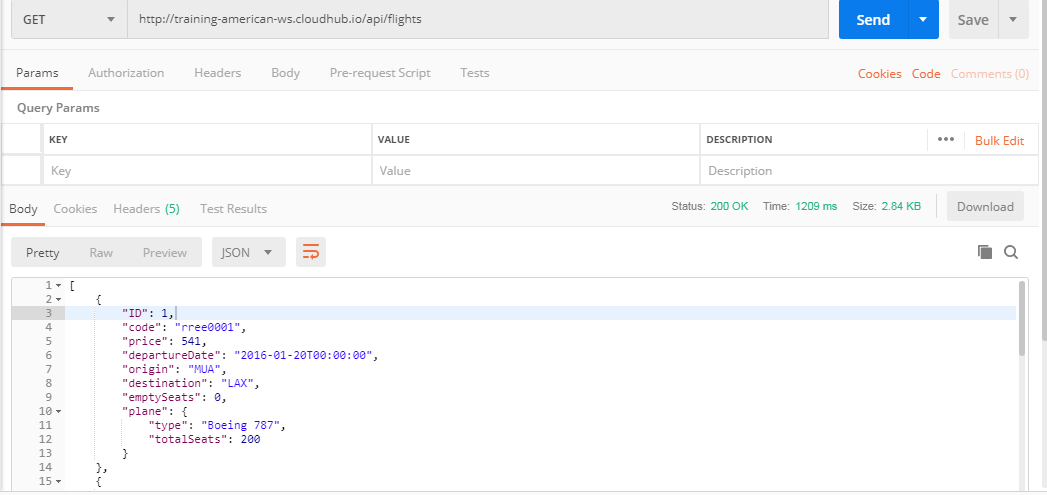 GET http://training-american-ws.cloudhub.io/api/flights Send Save
Params Authorization Headers Body Pre-request Script Tests Cookies Code Comments (0)
Query Params
KEY VALUE DESCRIPTION ••• Bulk Edit
Key Value Description
Body Cookies Headers (5) Test Results Status: 200 OK Time: 1209 ms Size: 2.84 KB Download
Pretty Raw Preview JSON
1 [
2 {
3 "ID": 1,
4 "code": "rree0001",
5 "price": 541,
6 "departureDate": "2016-01-20T00:00:00",
7 "origin": "MUA",
8 "destination": "LAX",
9 "emptySeats": 0,
10 "plane": {
11 "type": "Boeing 787",
12 "totalSeats": 200
13 }
14 },
15 {